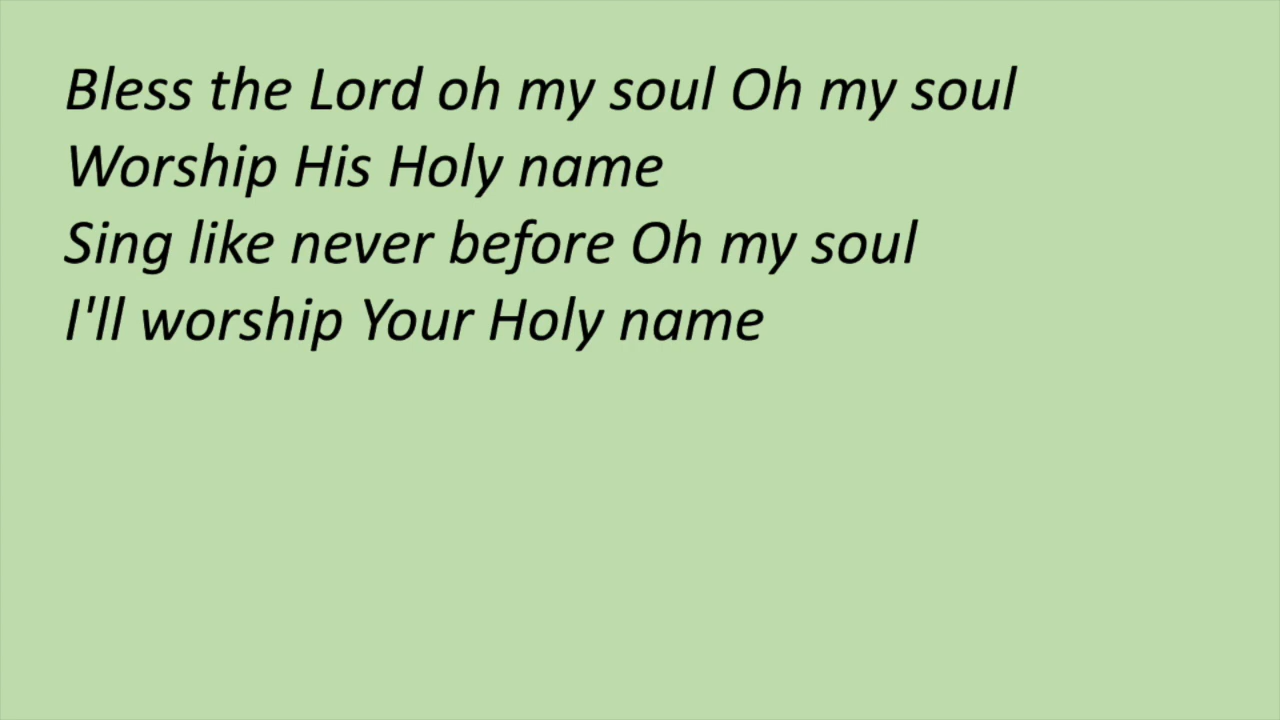 Bless the Lord oh my soul Oh my soul
Worship His Holy name
Sing like never before Oh my soul
I'll worship Your Holy name